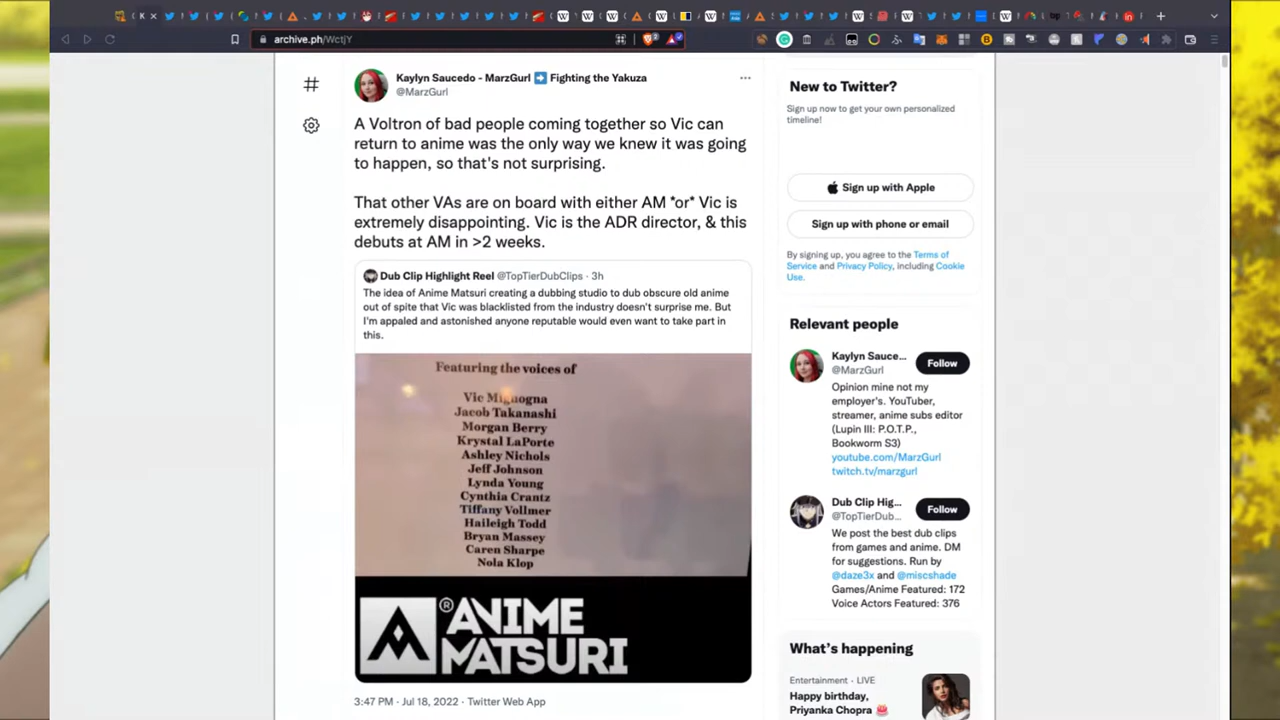 K
archive.ph/WctjY
Kaylyn Saucedo - MarzGurl ➡ Fighting the Yakuza
@MarzGurl
A Voltron of bad people coming together so Vic can
return to anime was the only way we knew it was going
to happen, so that's not surprising.
That other VAs are on board with either AM *or* Vic is
extremely disappointing. Vic is the ADR director, & this
debuts at AM in >2 weeks.
Dub Clip Highlight Reel @TopTierDubClips · 3h
The idea of Anime Matsuri creating a dubbing studio to dub obscure old anime
out of spite that Vic was blacklisted from the industry doesn't surprise me. But
I'm appaled and astonished anyone reputable would even want to take part in
this.
Featuring the voices of
Vic Mignogna
Jacob Takanashi
Morgan Berry
Krystal LaPorte
Ashley Nichols
Jeff Johnson
Lynda Young
Cynthia Crantz
Tiffany Vollmer
Haileigh Todd
Bryan Massey
Caren Sharpe
Nola Klop
® ANIME
MATSURI
3:47 PM · Jul 18, 2022 · Twitter Web App
New to Twitter?
Sign up now to get your own personalized
timeline!
Sign up with Apple
Sign up with phone or email
By signing up, you agree to the Terms of
Service and Privacy Policy, including Cookie
Use.
Relevant people
Kaylyn Sauce...
@MarzGurl
Follow
Opinion mine not my
employer's. YouTuber,
streamer, anime subs editor
(Lupin III: P.O.T.P.,
Bookworm S3)
youtube.com/MarzGurl
twitch.tv/marzgurl
Dub Clip Hig...
@TopTierDub...
Follow
We post the best dub clips
from games and anime. DM
for suggestions. Run by
@daze3x and @miscshade
Games/Anime Featured: 172
Voice Actors Featured: 376
What's happening
Entertainment · LIVE
Happy birthday,
Priyanka Chopra